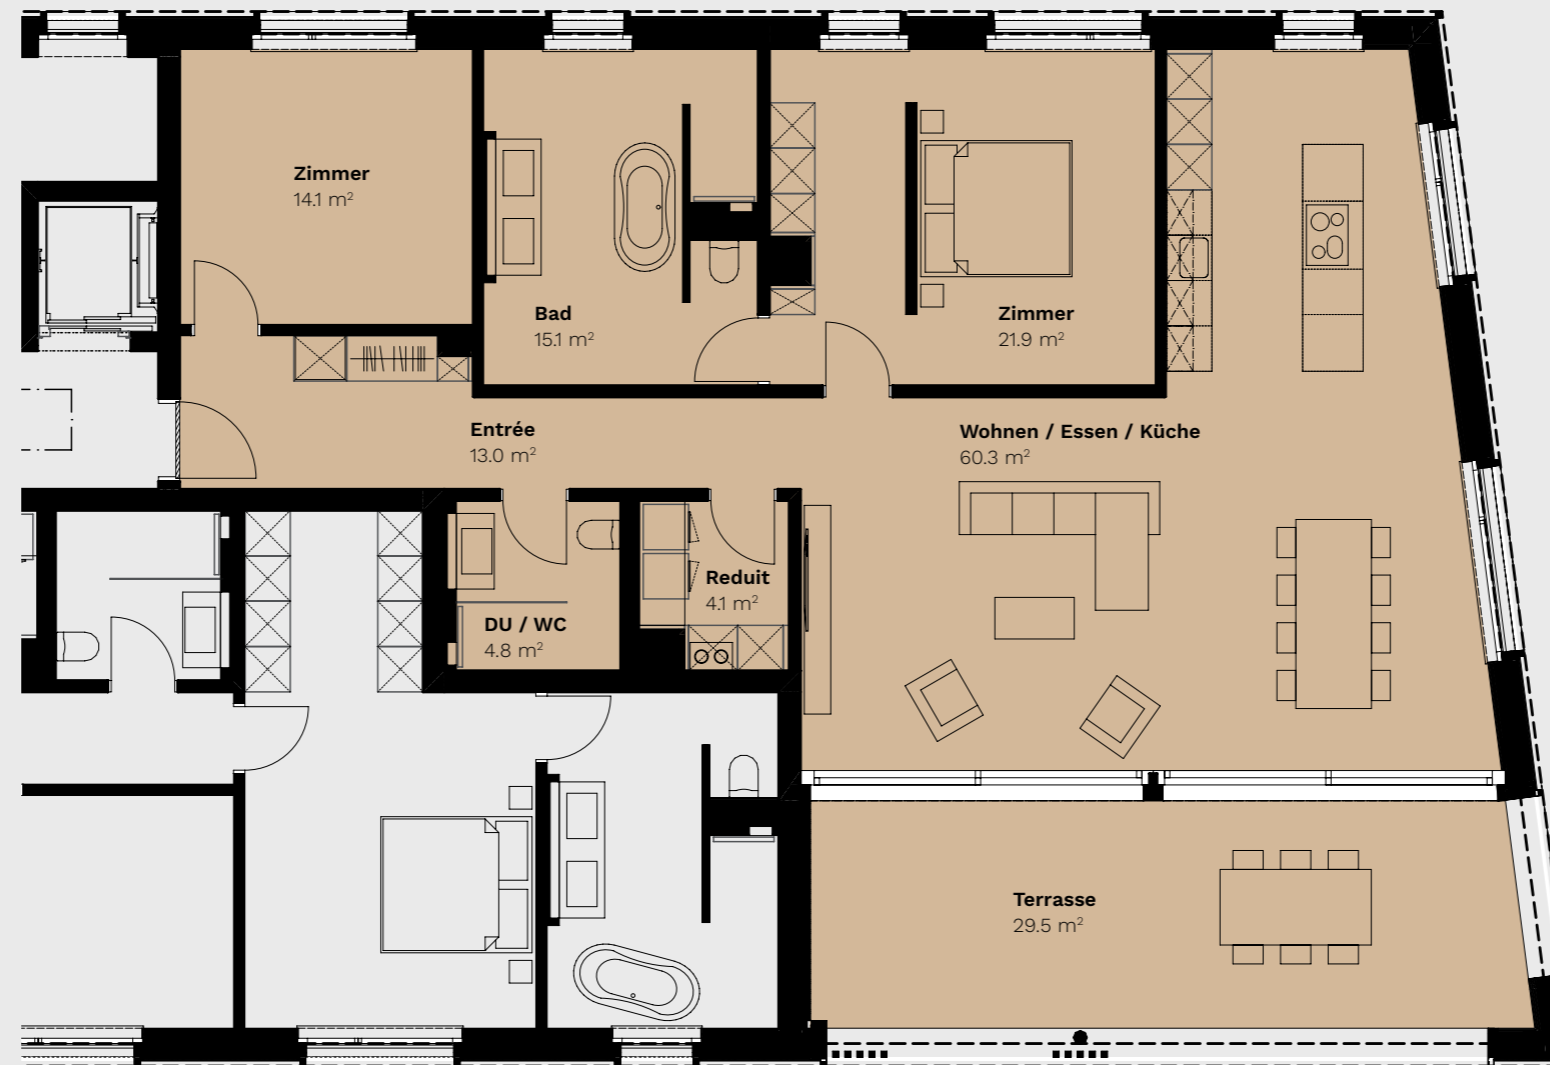 Zimmer
14.1 m²
Bad
15.1 m²
Zimmer
21.9 m²
Entrée
13.0 m²
Wohnen / Essen / Küche
60.3 m²
DU / WC
4.8 m²
Reduit
4.1 m²
Terrasse
29.5 m²